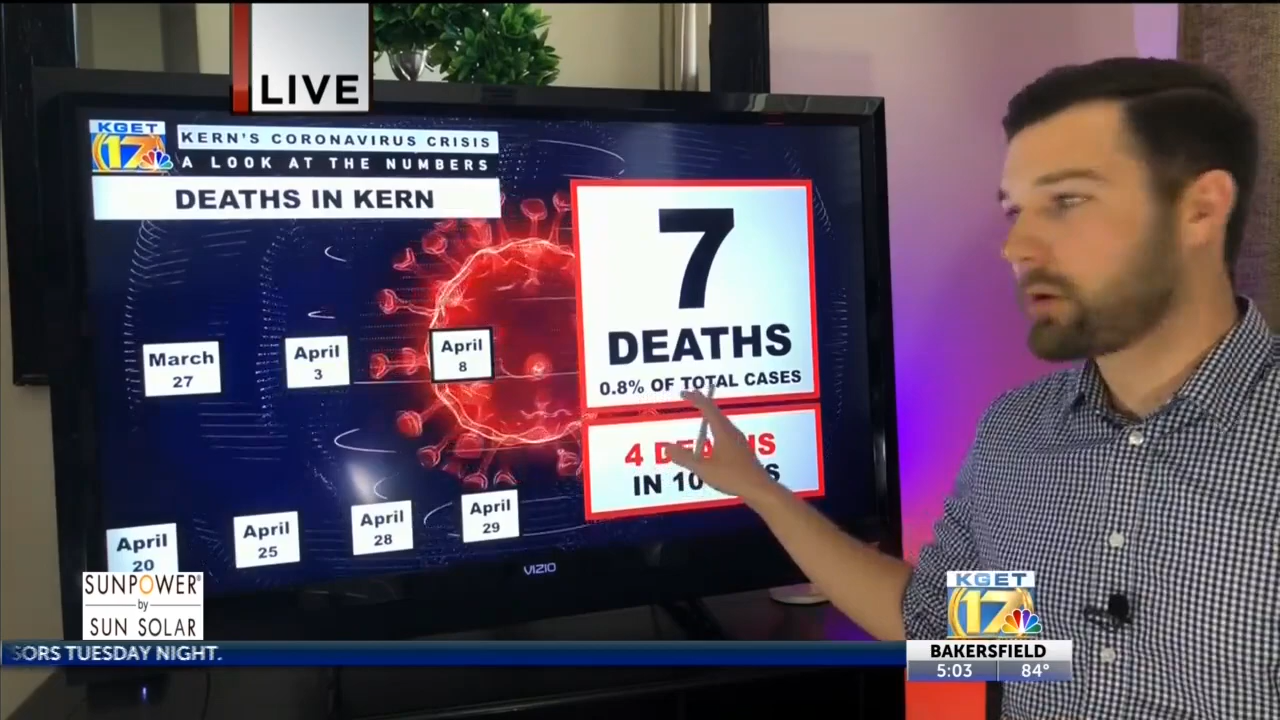 LIVE
KGET
17
KERN'S CORONAVIRUS CRISIS
A LOOK AT THE NUMBERS
DEATHS IN KERN
7
DEATHS
0.8% OF TOTAL CASES
4 DEATHS
IN 10
March
27
April
3
April
8
April
20
April
25
April
28
April
29
VIZIO
SUNPOWER®
by
SUN SOLAR
SORS TUESDAY NIGHT.
KGET
17
BAKERSFIELD
5:03 84°